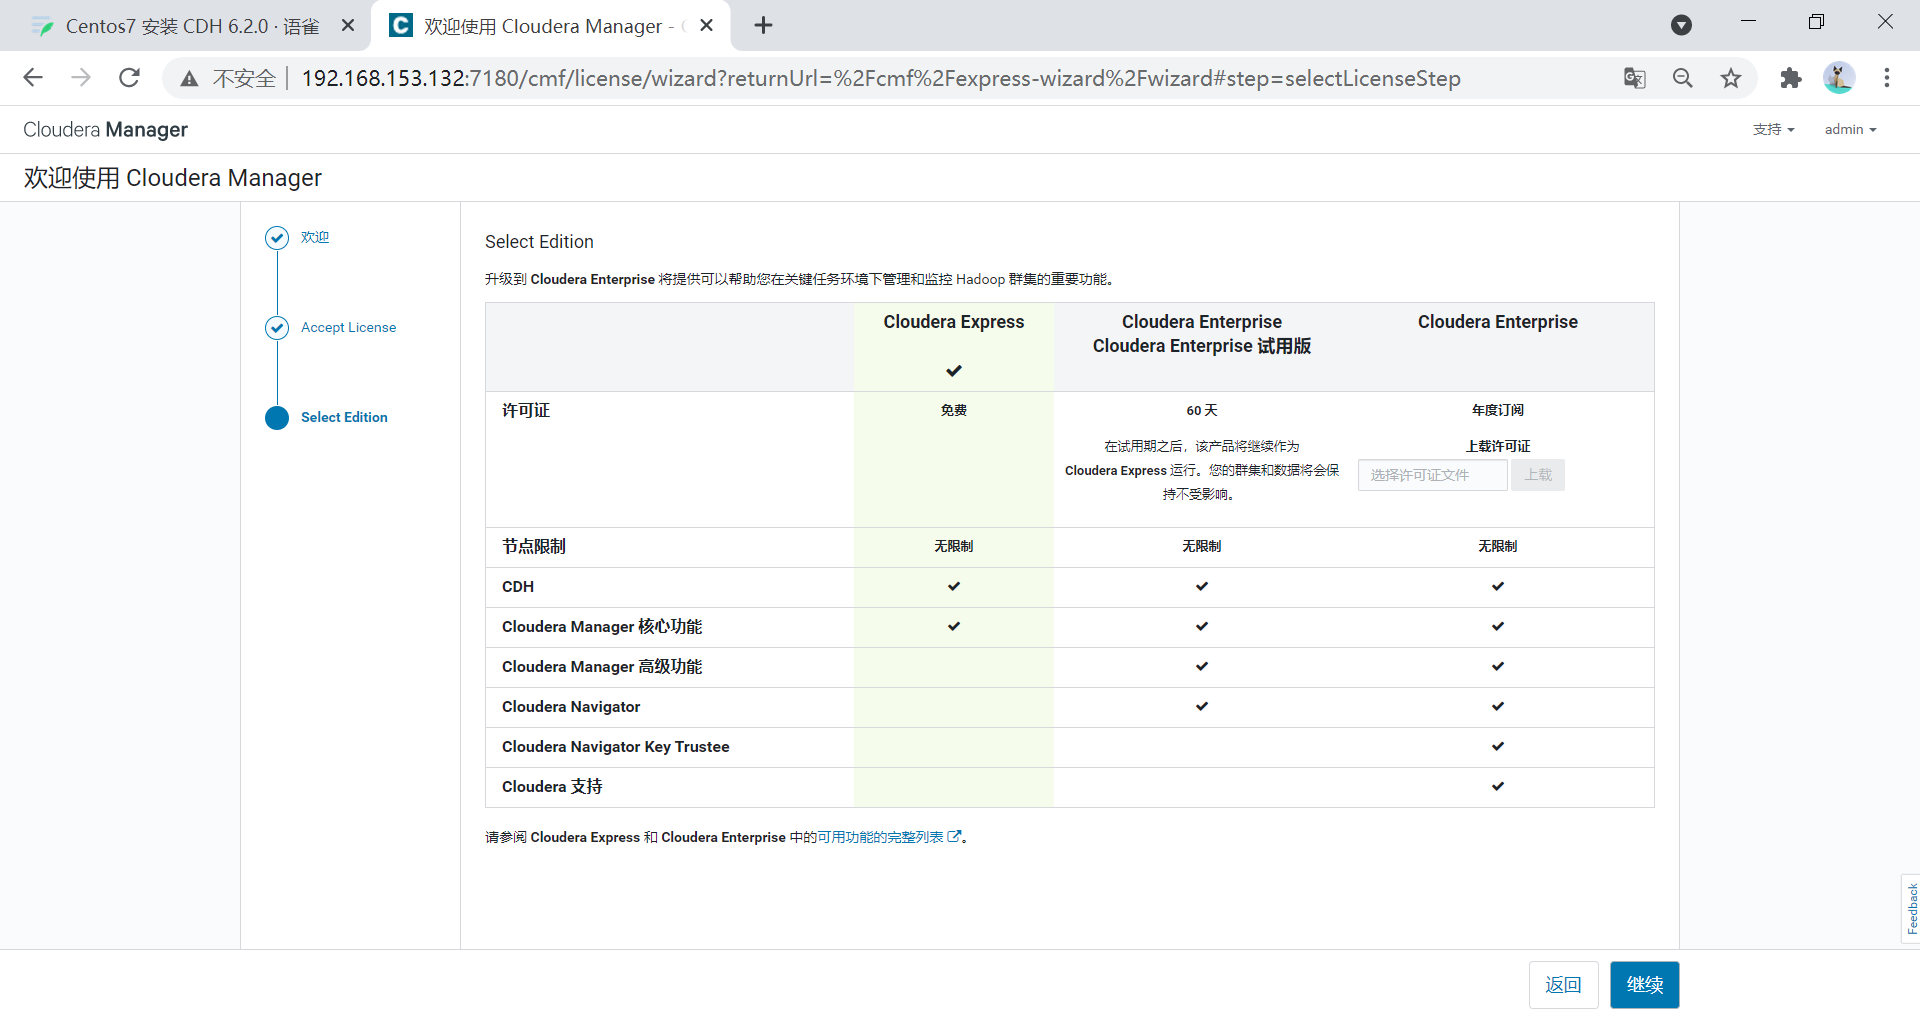 Centos7 安装 CDH 6.2.0 · 语雀
欢迎使用 Cloudera Manager -
不安全
192.168.153.132:7180/cmf/license/wizard?returnUrl=%2Fcmf%2Fexpress-wizard%2Fwizard#step=selectLicenseStep
Cloudera Manager
支持
admin
欢迎使用 Cloudera Manager
欢迎
Accept License
Select Edition
Select Edition
升级到 Cloudera Enterprise 将提供可以帮助您在关键任务环境下管理和监控 Hadoop 群集的重要功能。
Cloudera Express
Cloudera Enterprise
Cloudera Enterprise 试用版
Cloudera Enterprise
许可证
免费
60 天
在试用期之后，该产品将继续作为
Cloudera Express 运行。您的群集和数据将会保
持不受影响。
年度订阅
上载许可证
选择许可证文件
上载
节点限制
无限制
无限制
无限制
CDH
Cloudera Manager 核心功能
Cloudera Manager 高级功能
Cloudera Navigator
Cloudera Navigator Key Trustee
Cloudera 支持
请参阅 Cloudera Express 和 Cloudera Enterprise 中的可用功能的完整列表。
Feedback
返回
继续